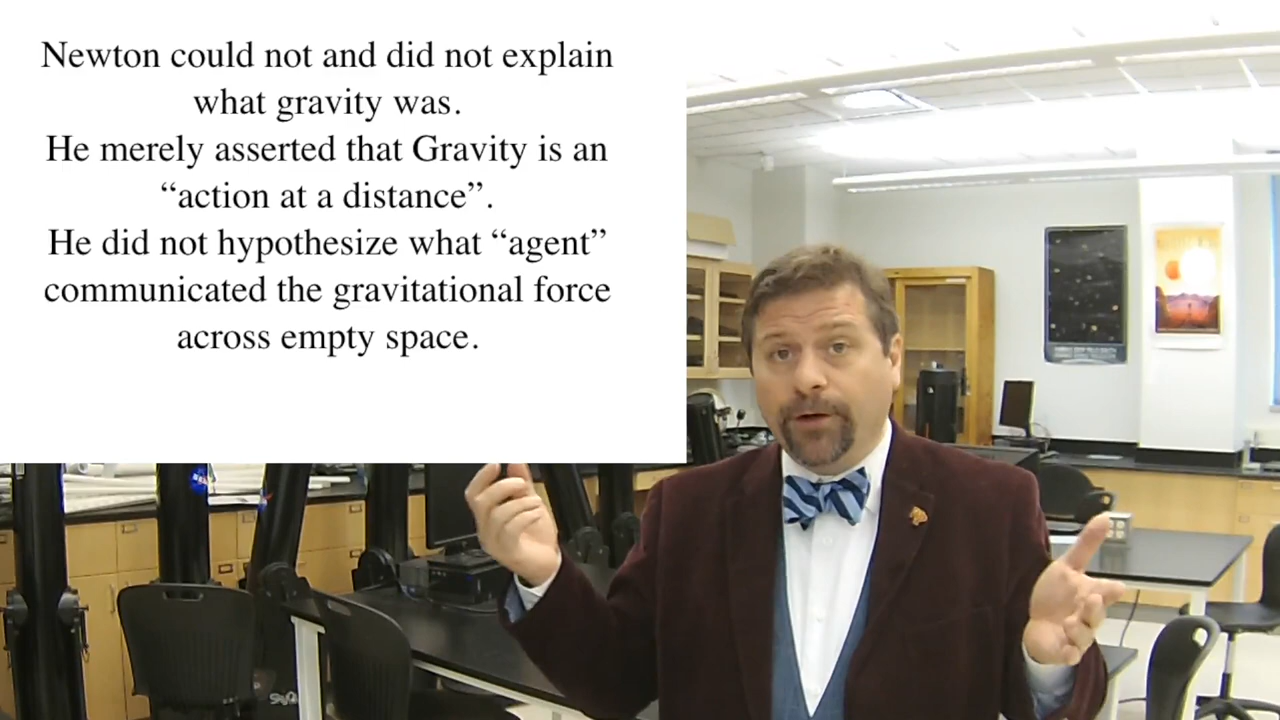 Newton could not and did not explain
what gravity was.
He merely asserted that Gravity is an
“action at a distance”.
He did not hypothesize what “agent”
communicated the gravitational force
across empty space.